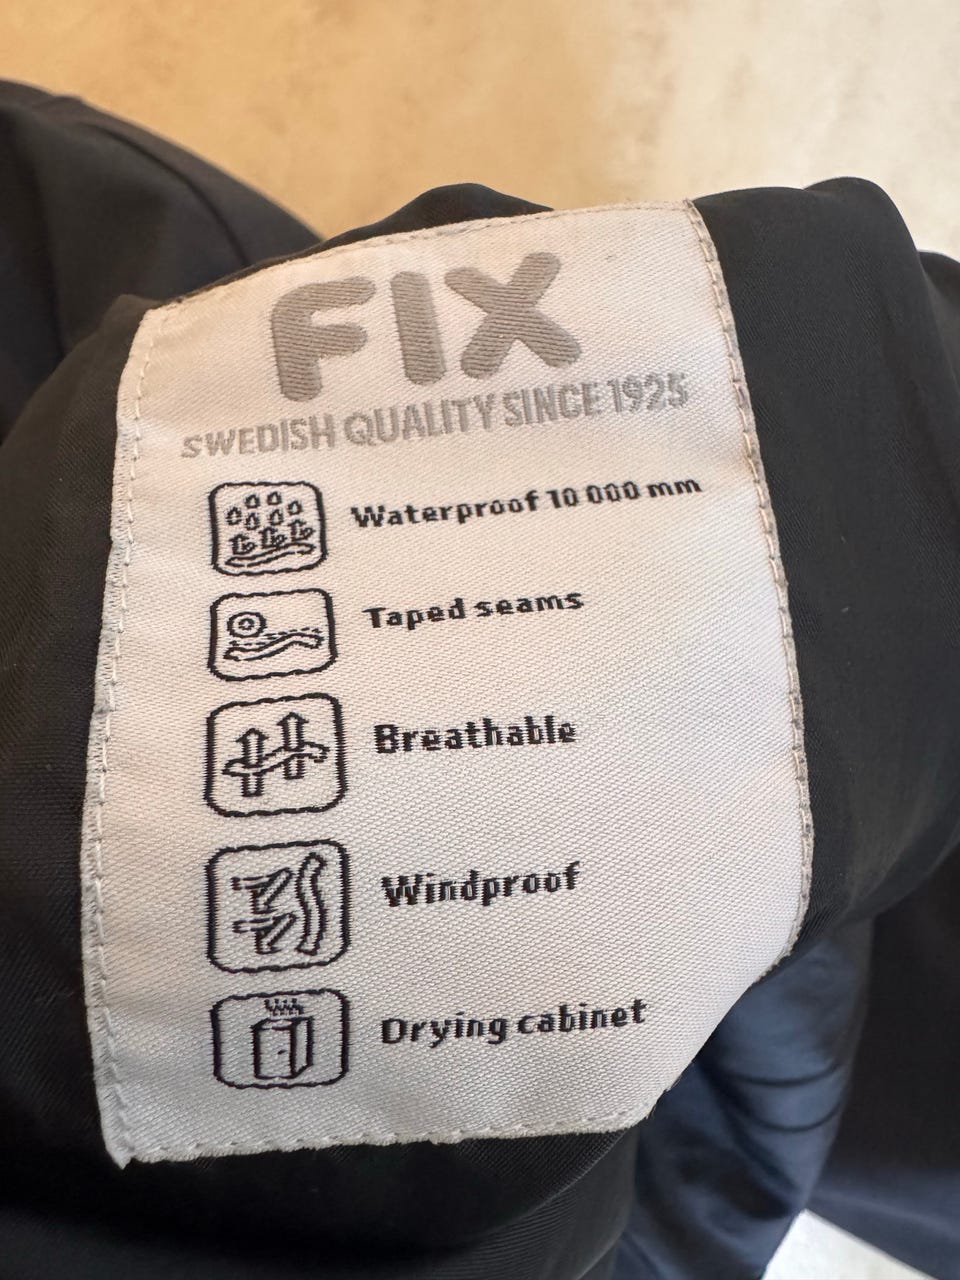 FIX
SWEDISH QUALITY SINCE 1925
Waterproof 10 000 mm
Taped seams
Breathable
Windproof
Drying cabinet